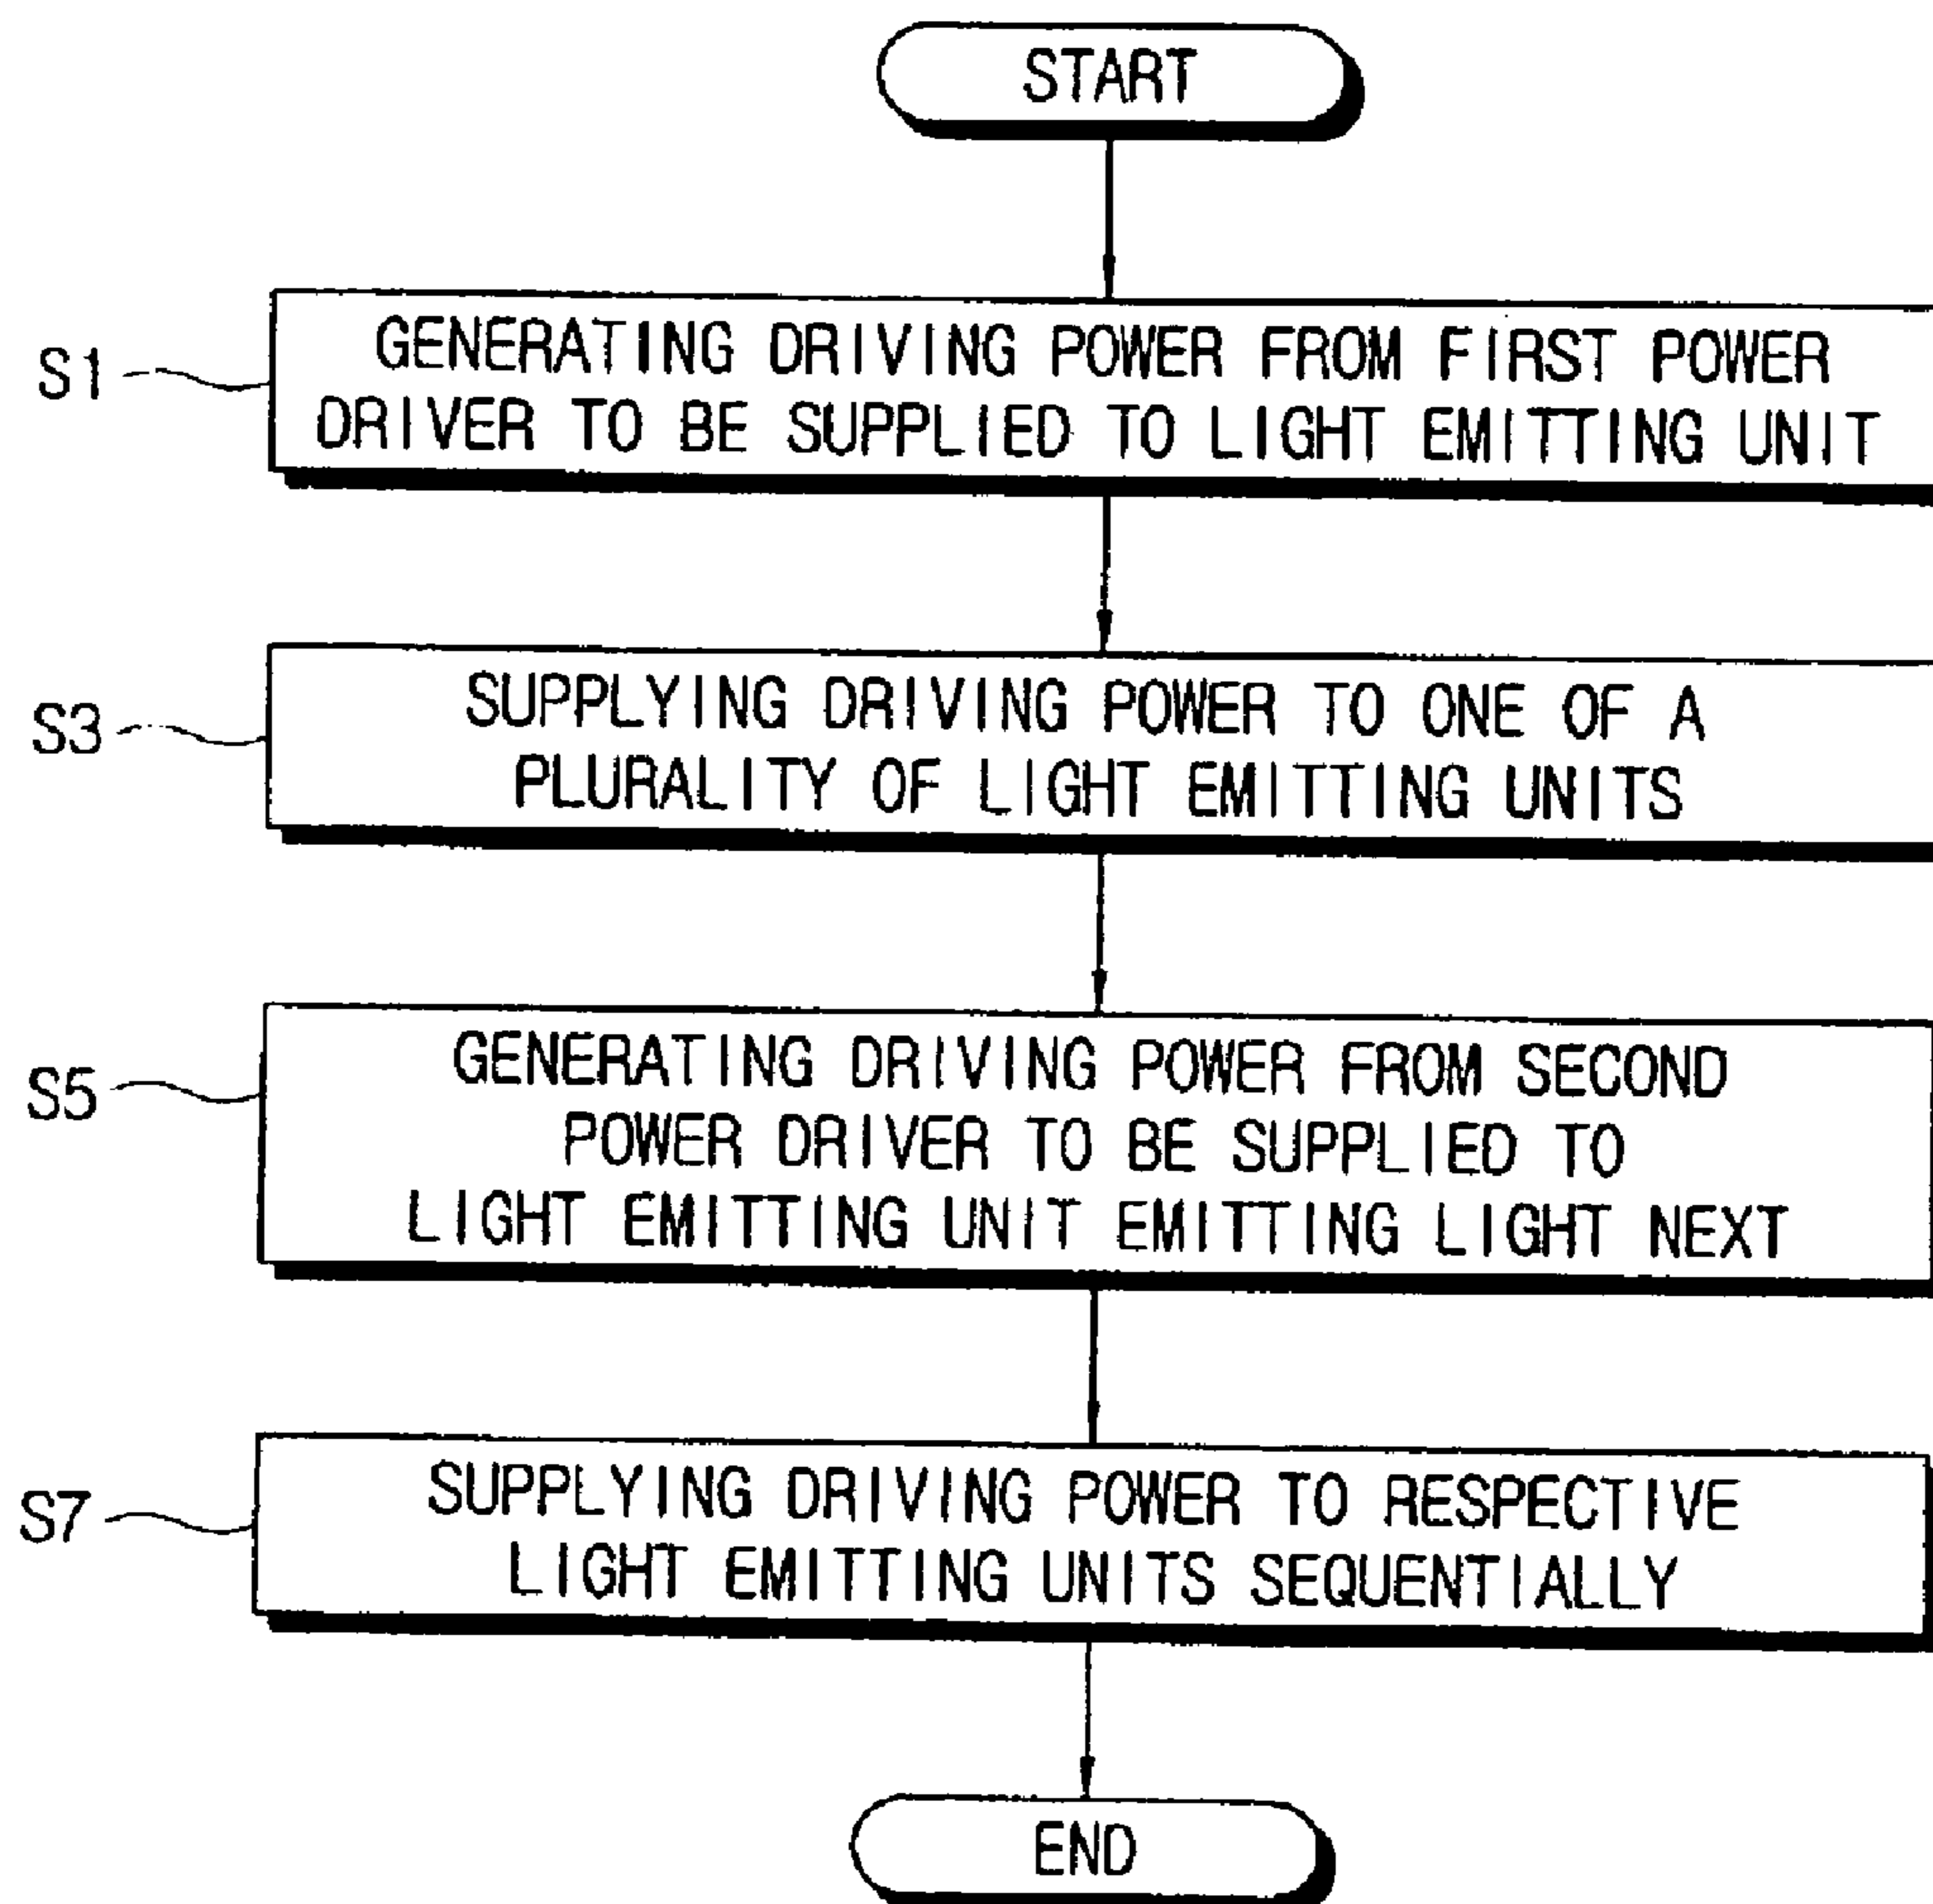 START
S1
GENERATING DRIVING POWER FROM FIRST POWER
DRIVER TO BE SUPPLIED TO LIGHT EMITTING UNIT
S3
SUPPLYING DRIVING POWER TO ONE OF A
PLURALITY OF LIGHT EMITTING UNITS
S5
GENERATING DRIVING POWER FROM SECOND
POWER DRIVER TO BE SUPPLIED TO
LIGHT EMITTING UNIT EMITTING LIGHT NEXT
S7
SUPPLYING DRIVING POWER TO RESPECTIVE
LIGHT EMITTING UNITS SEQUENTIALLY
END